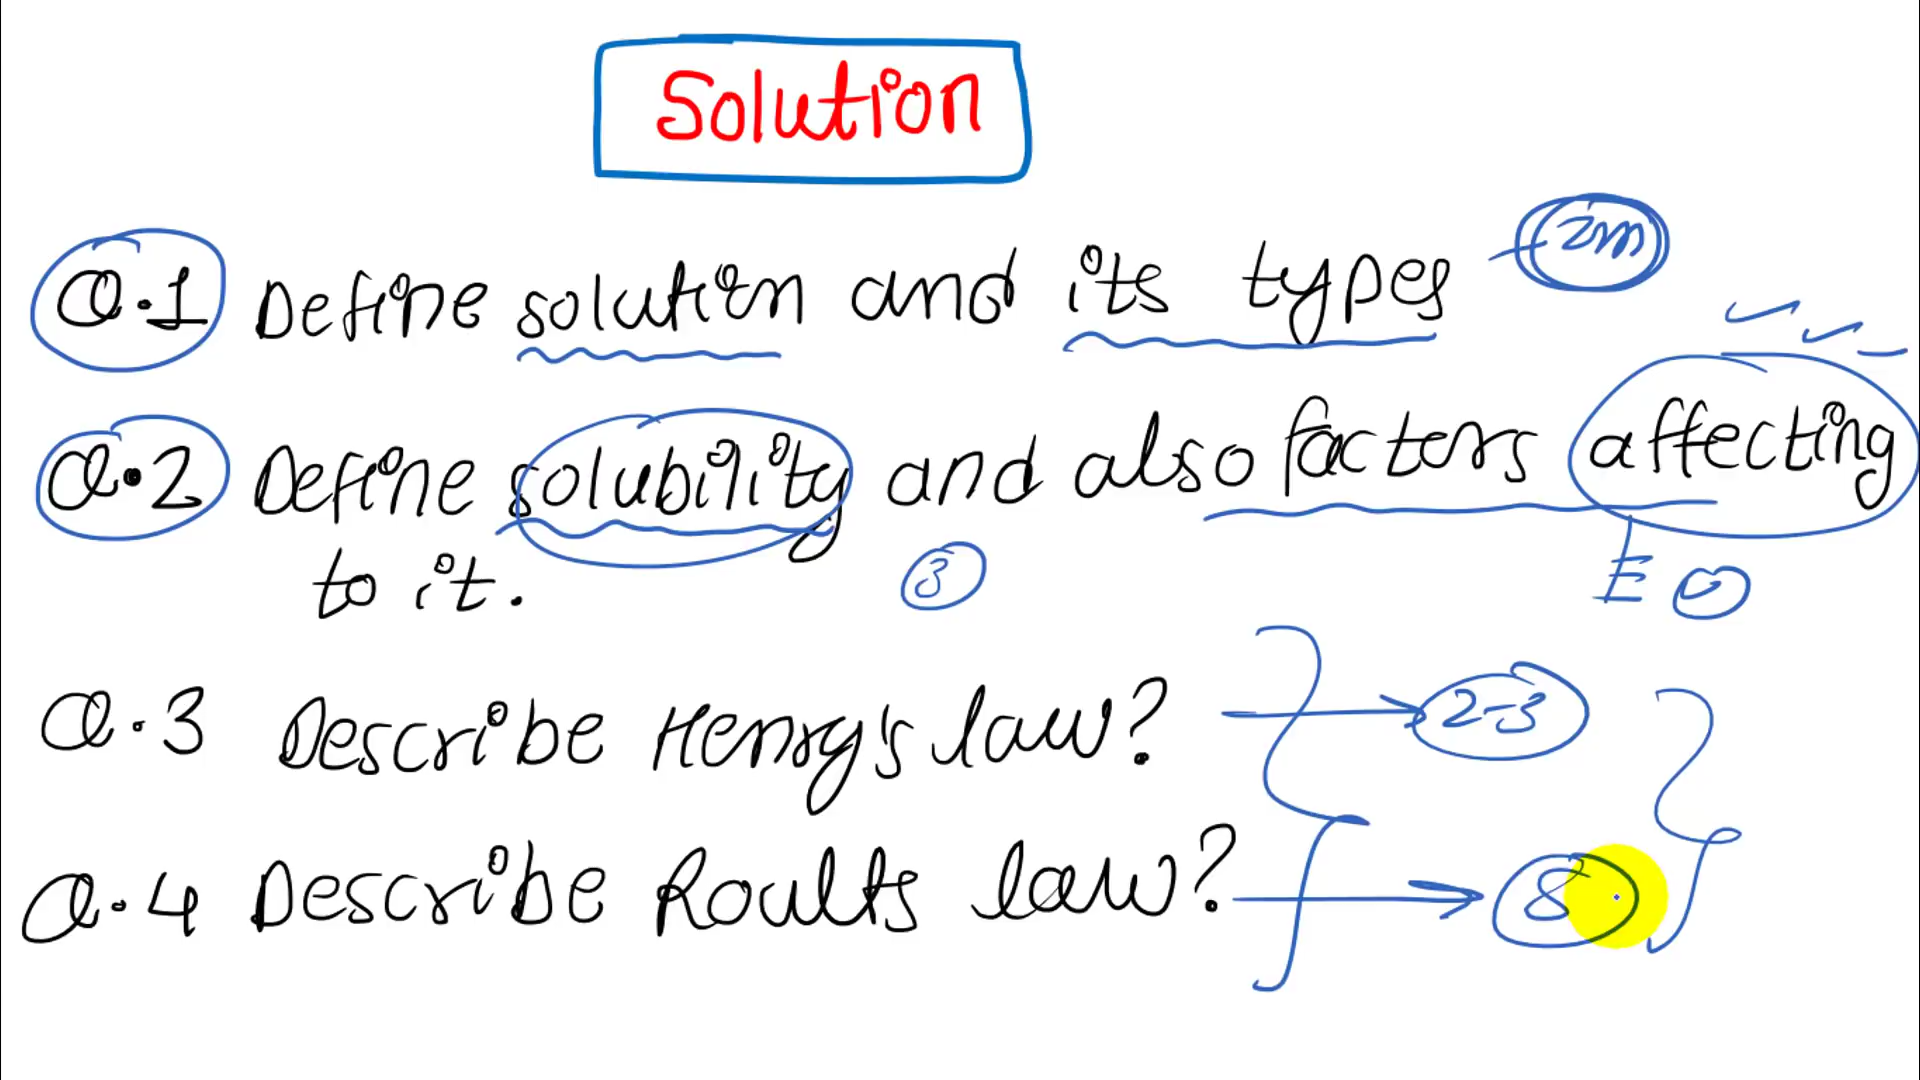 Solution
Q.1 Define solution and its types 2m
Q.2 Define solubility and also factors affecting
to it. 3 E
Q.3 Describe Henry's law? 2-3
Q.4 Describe Roults law? 8